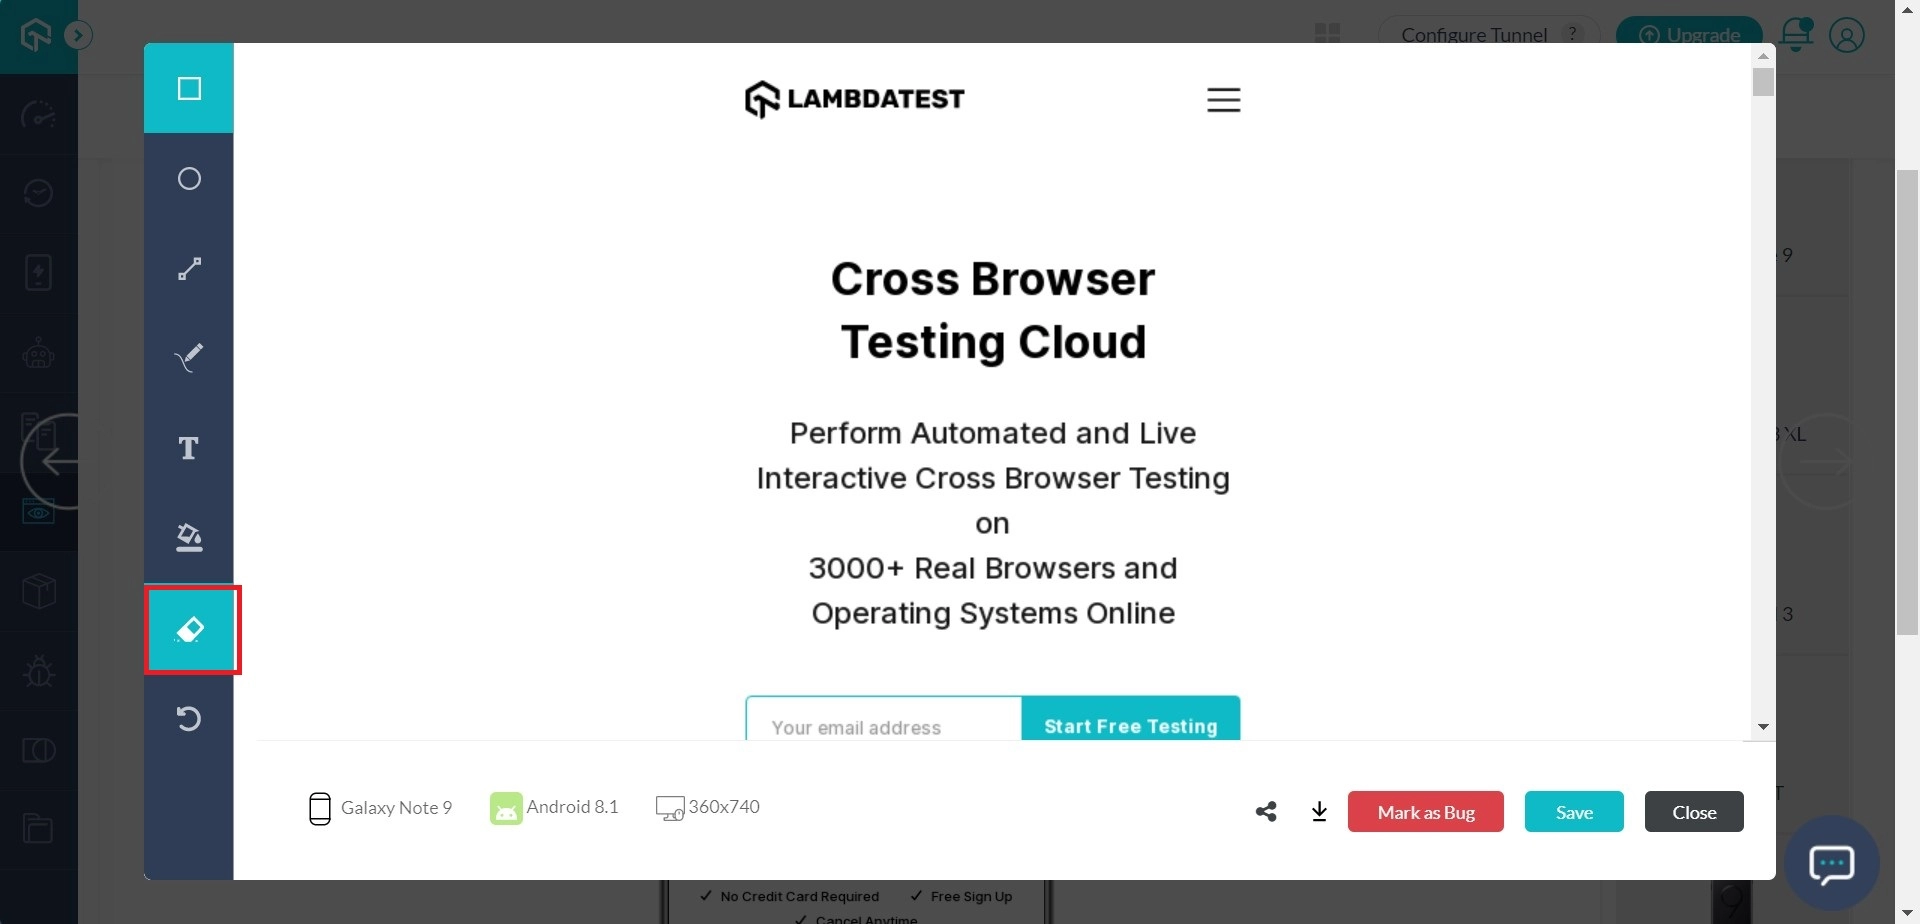 Configure Tunnel ?
Upgrade
LAMBDATEST
9
Cross Browser
Testing Cloud
Perform Automated and Live
Interactive Cross Browser Testing
on
3000+ Real Browsers and
Operating Systems Online
3 XL
3
Your email address
Start Free Testing
T
Galaxy Note 9
Android 8.1
360x740
Mark as Bug
Save
Close
No Credit Card Required
Free Sign Up
Cancel Anytime